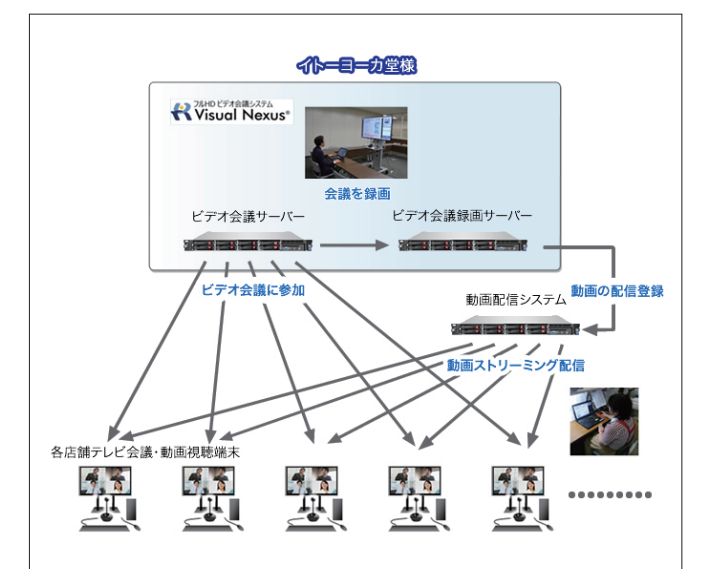 イトーヨーカ堂様
フルHD ビデオ会議システム
Visual Nexus®
会議を録画
ビデオ会議サーバー
ビデオ会議録画サーバー
ビデオ会議に参加
動画の配信登録
動画配信システム
動画ストリーミング配信
各店舗テレビ会議・動画視聴端末